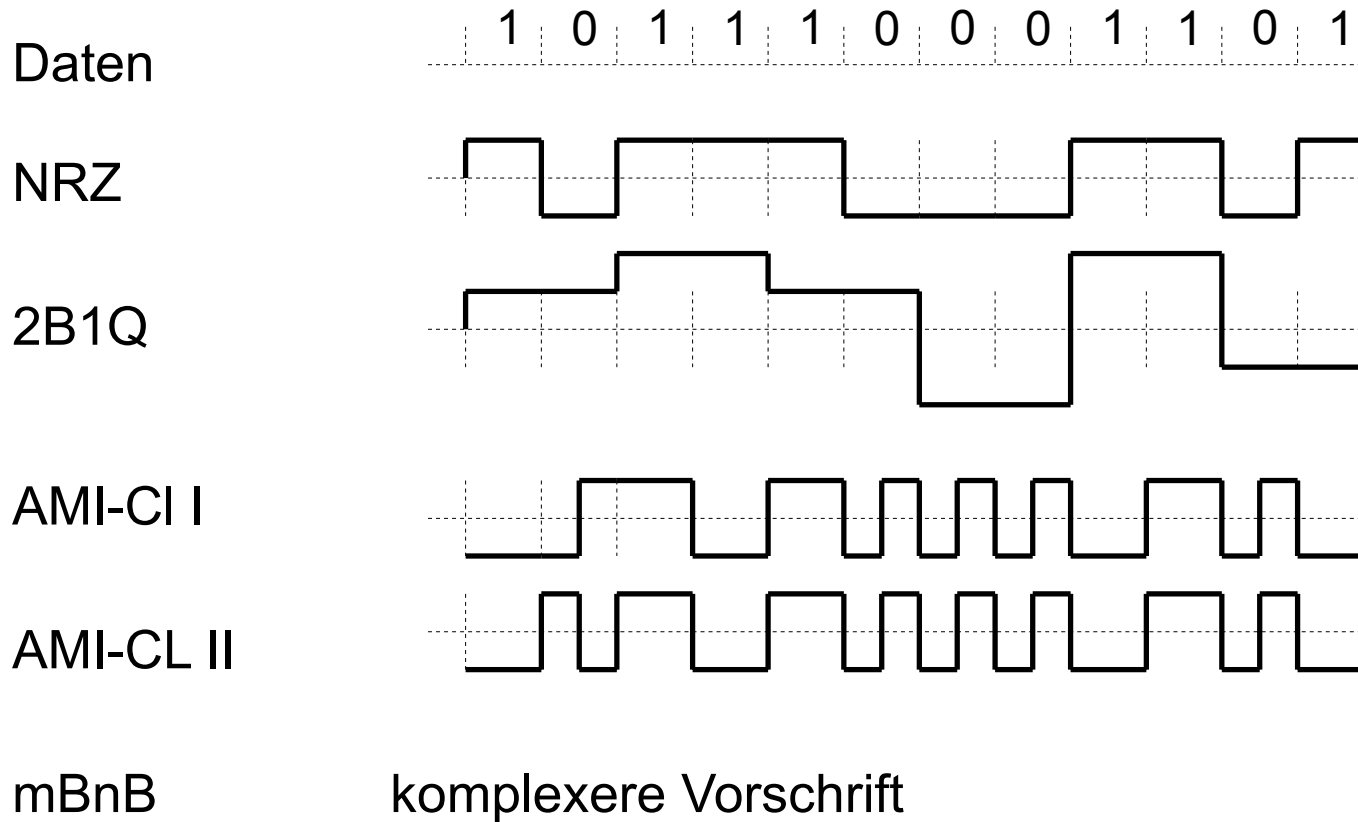 1 0 1 1 1 0 0 0 1 1 0 1
Daten
NRZ
2B1Q
AMI-Cl I
AMI-CL II
mBnB komplexere Vorschrift